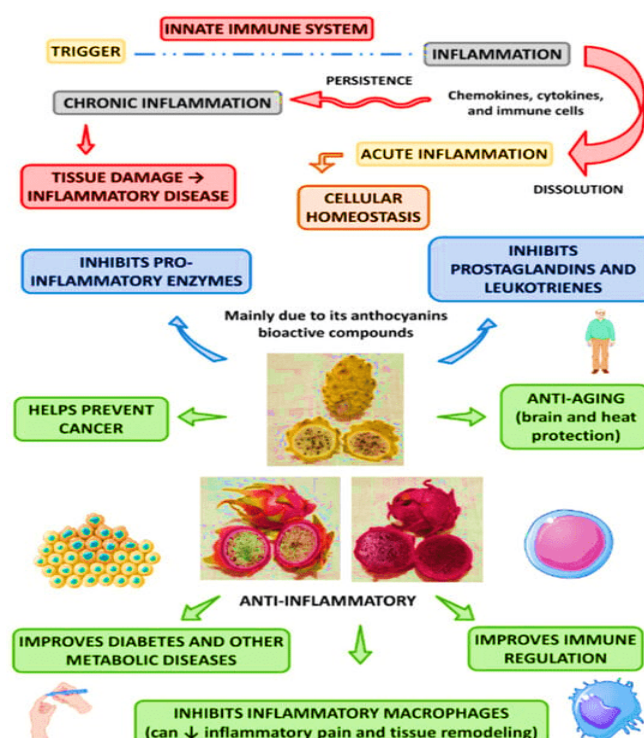 INNATE IMMUNE SYSTEM
TRIGGER
INFLAMMATION
PERSISTENCE
CHRONIC INFLAMMATION
Chemokines, cytokines,
and immune cells
ACUTE INFLAMMATION
TISSUE DAMAGE →
INFLAMMATORY DISEASE
DISSOLUTION
CELLULAR
HOMEOSTASIS
INHIBITS PRO-
INFLAMMATORY ENZYMES
INHIBITS
PROSTAGLANDINS AND
LEUKOTRIENES
Mainly due to its anthocyanins
bioactive compounds
HELPS PREVENT
CANCER
ANTI-AGING
(brain and heat
protection)
ANTI-INFLAMMATORY
IMPROVES DIABETES AND OTHER
METABOLIC DISEASES
IMPROVES IMMUNE
REGULATION
INHIBITS INFLAMMATORY MACROPHAGES
(can ↓ inflammatory pain and tissue remodeling)